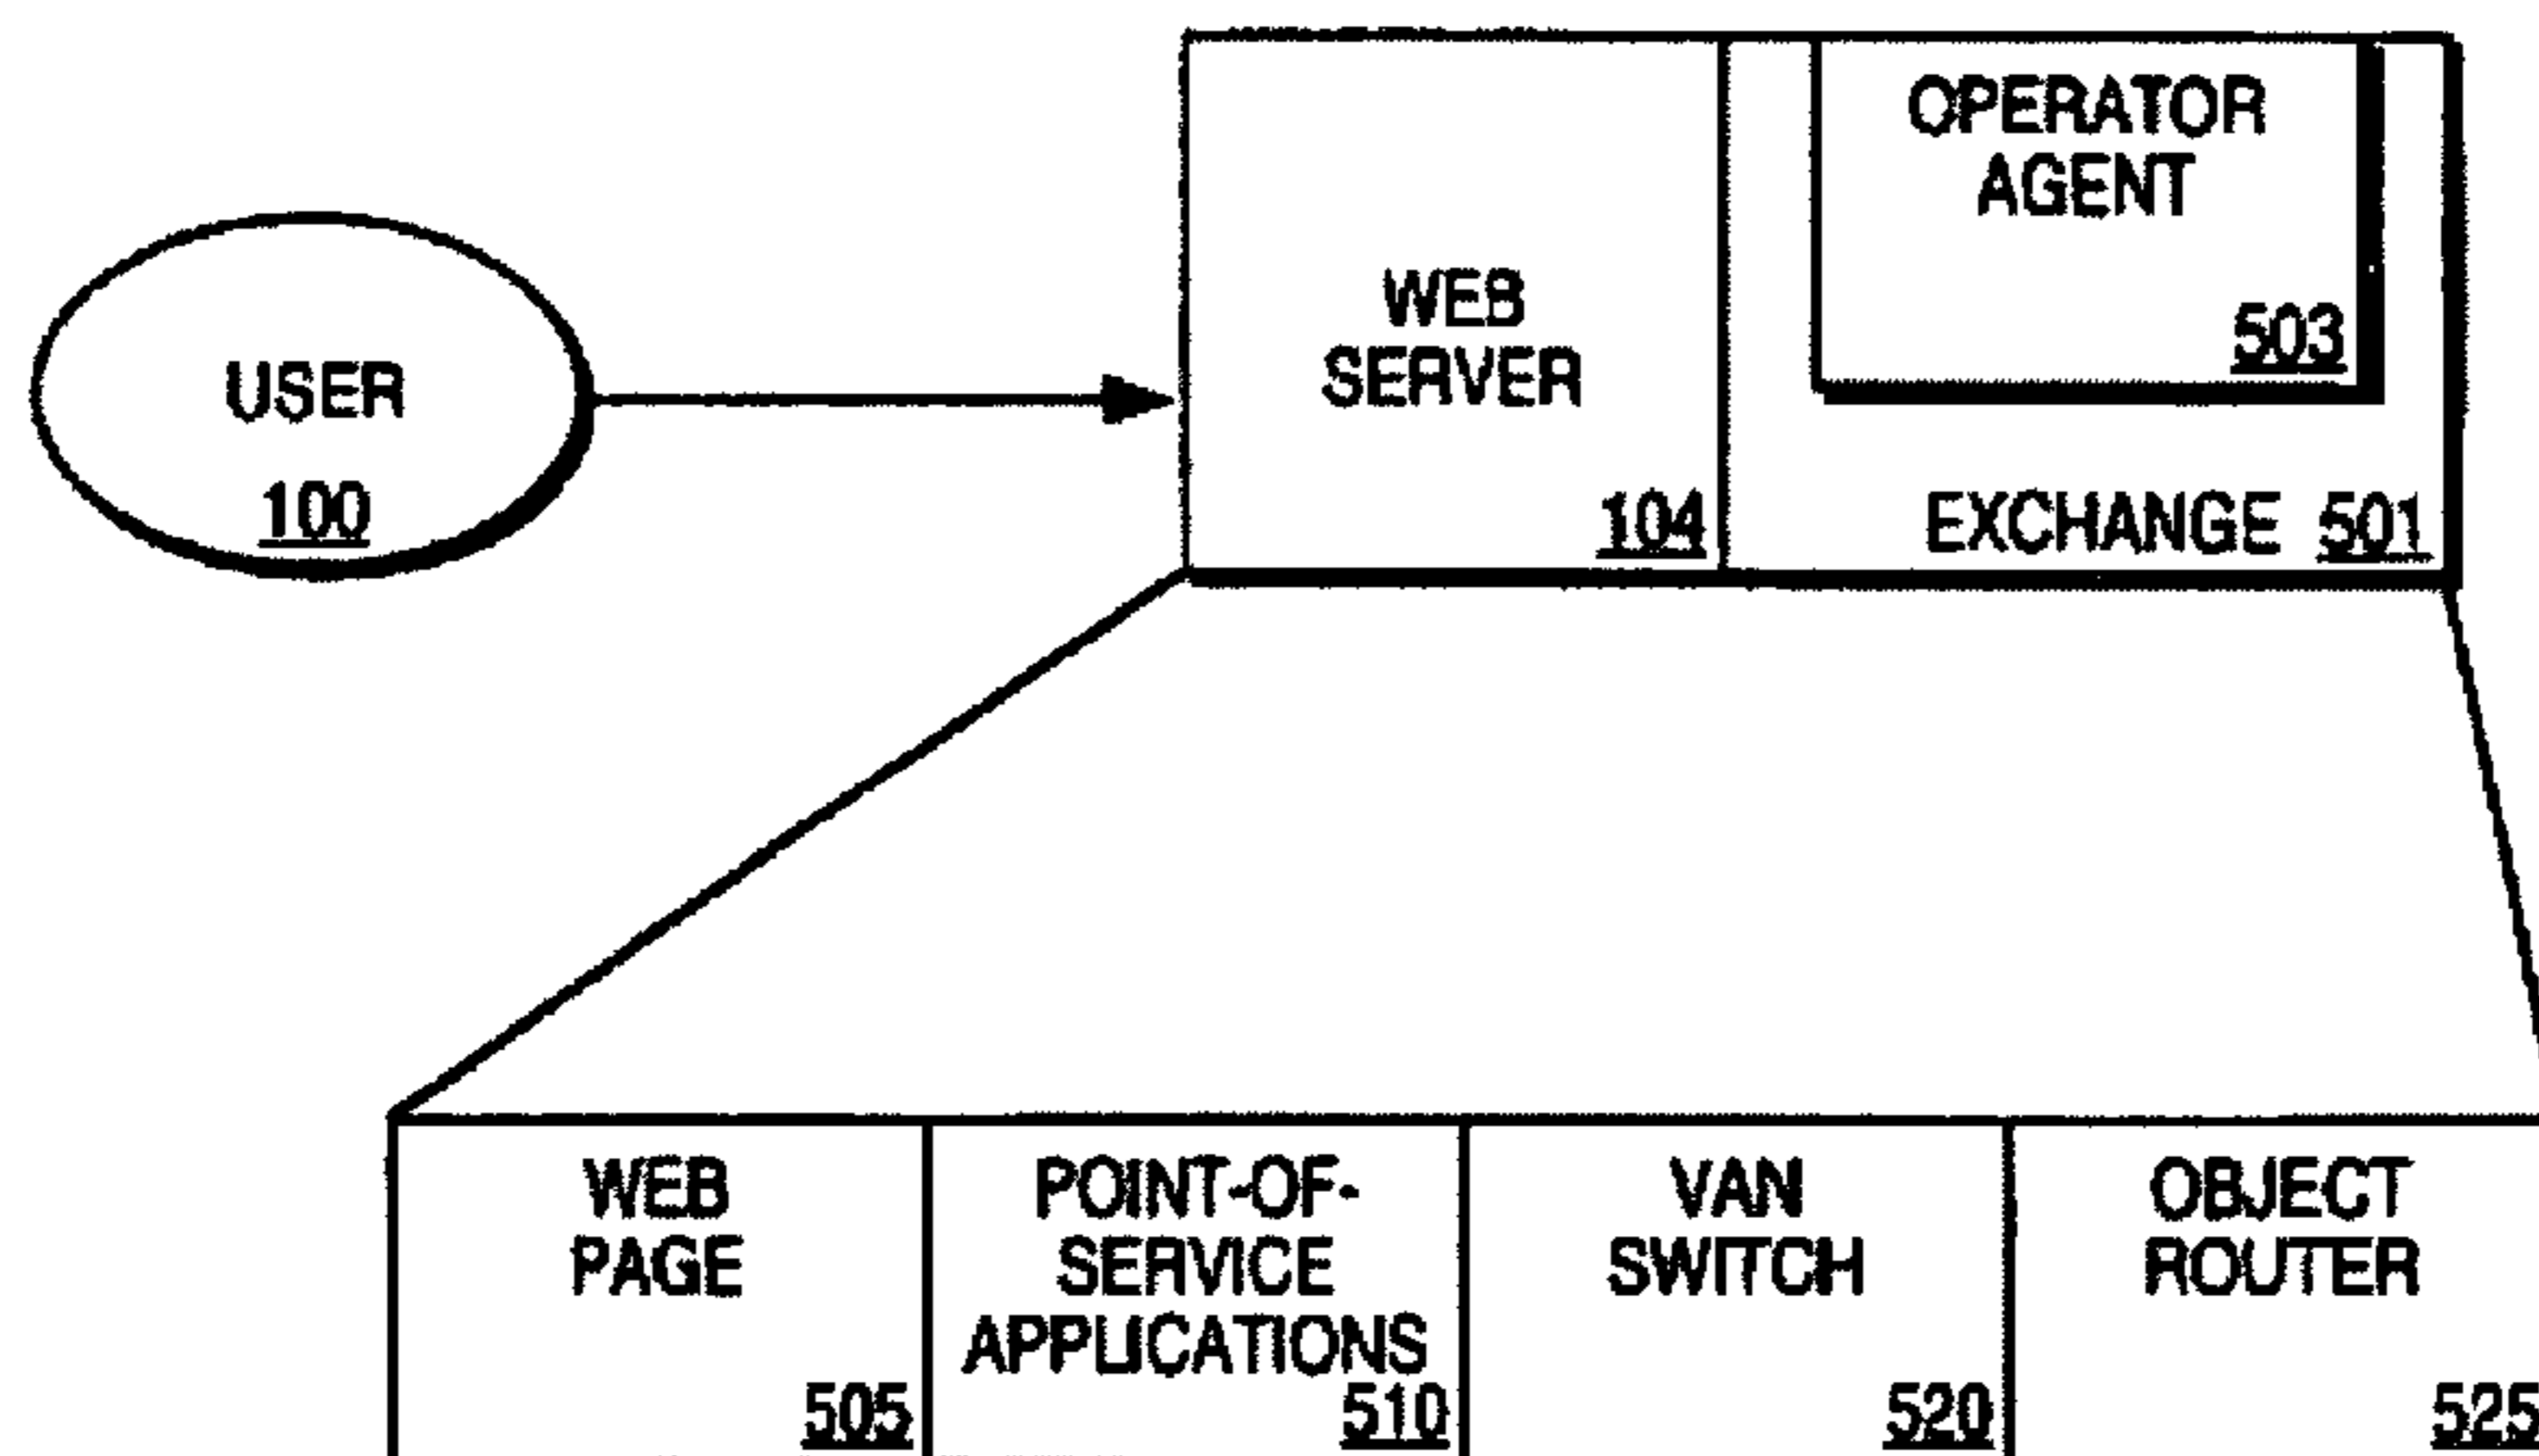 USER
100
WEB
SERVER
104
OPERATOR
AGENT
503
EXCHANGE 501
WEB
PAGE
505
POINT-OF-
SERVICE
APPLICATIONS
510
VAN
SWITCH
520
OBJECT
ROUTER
525